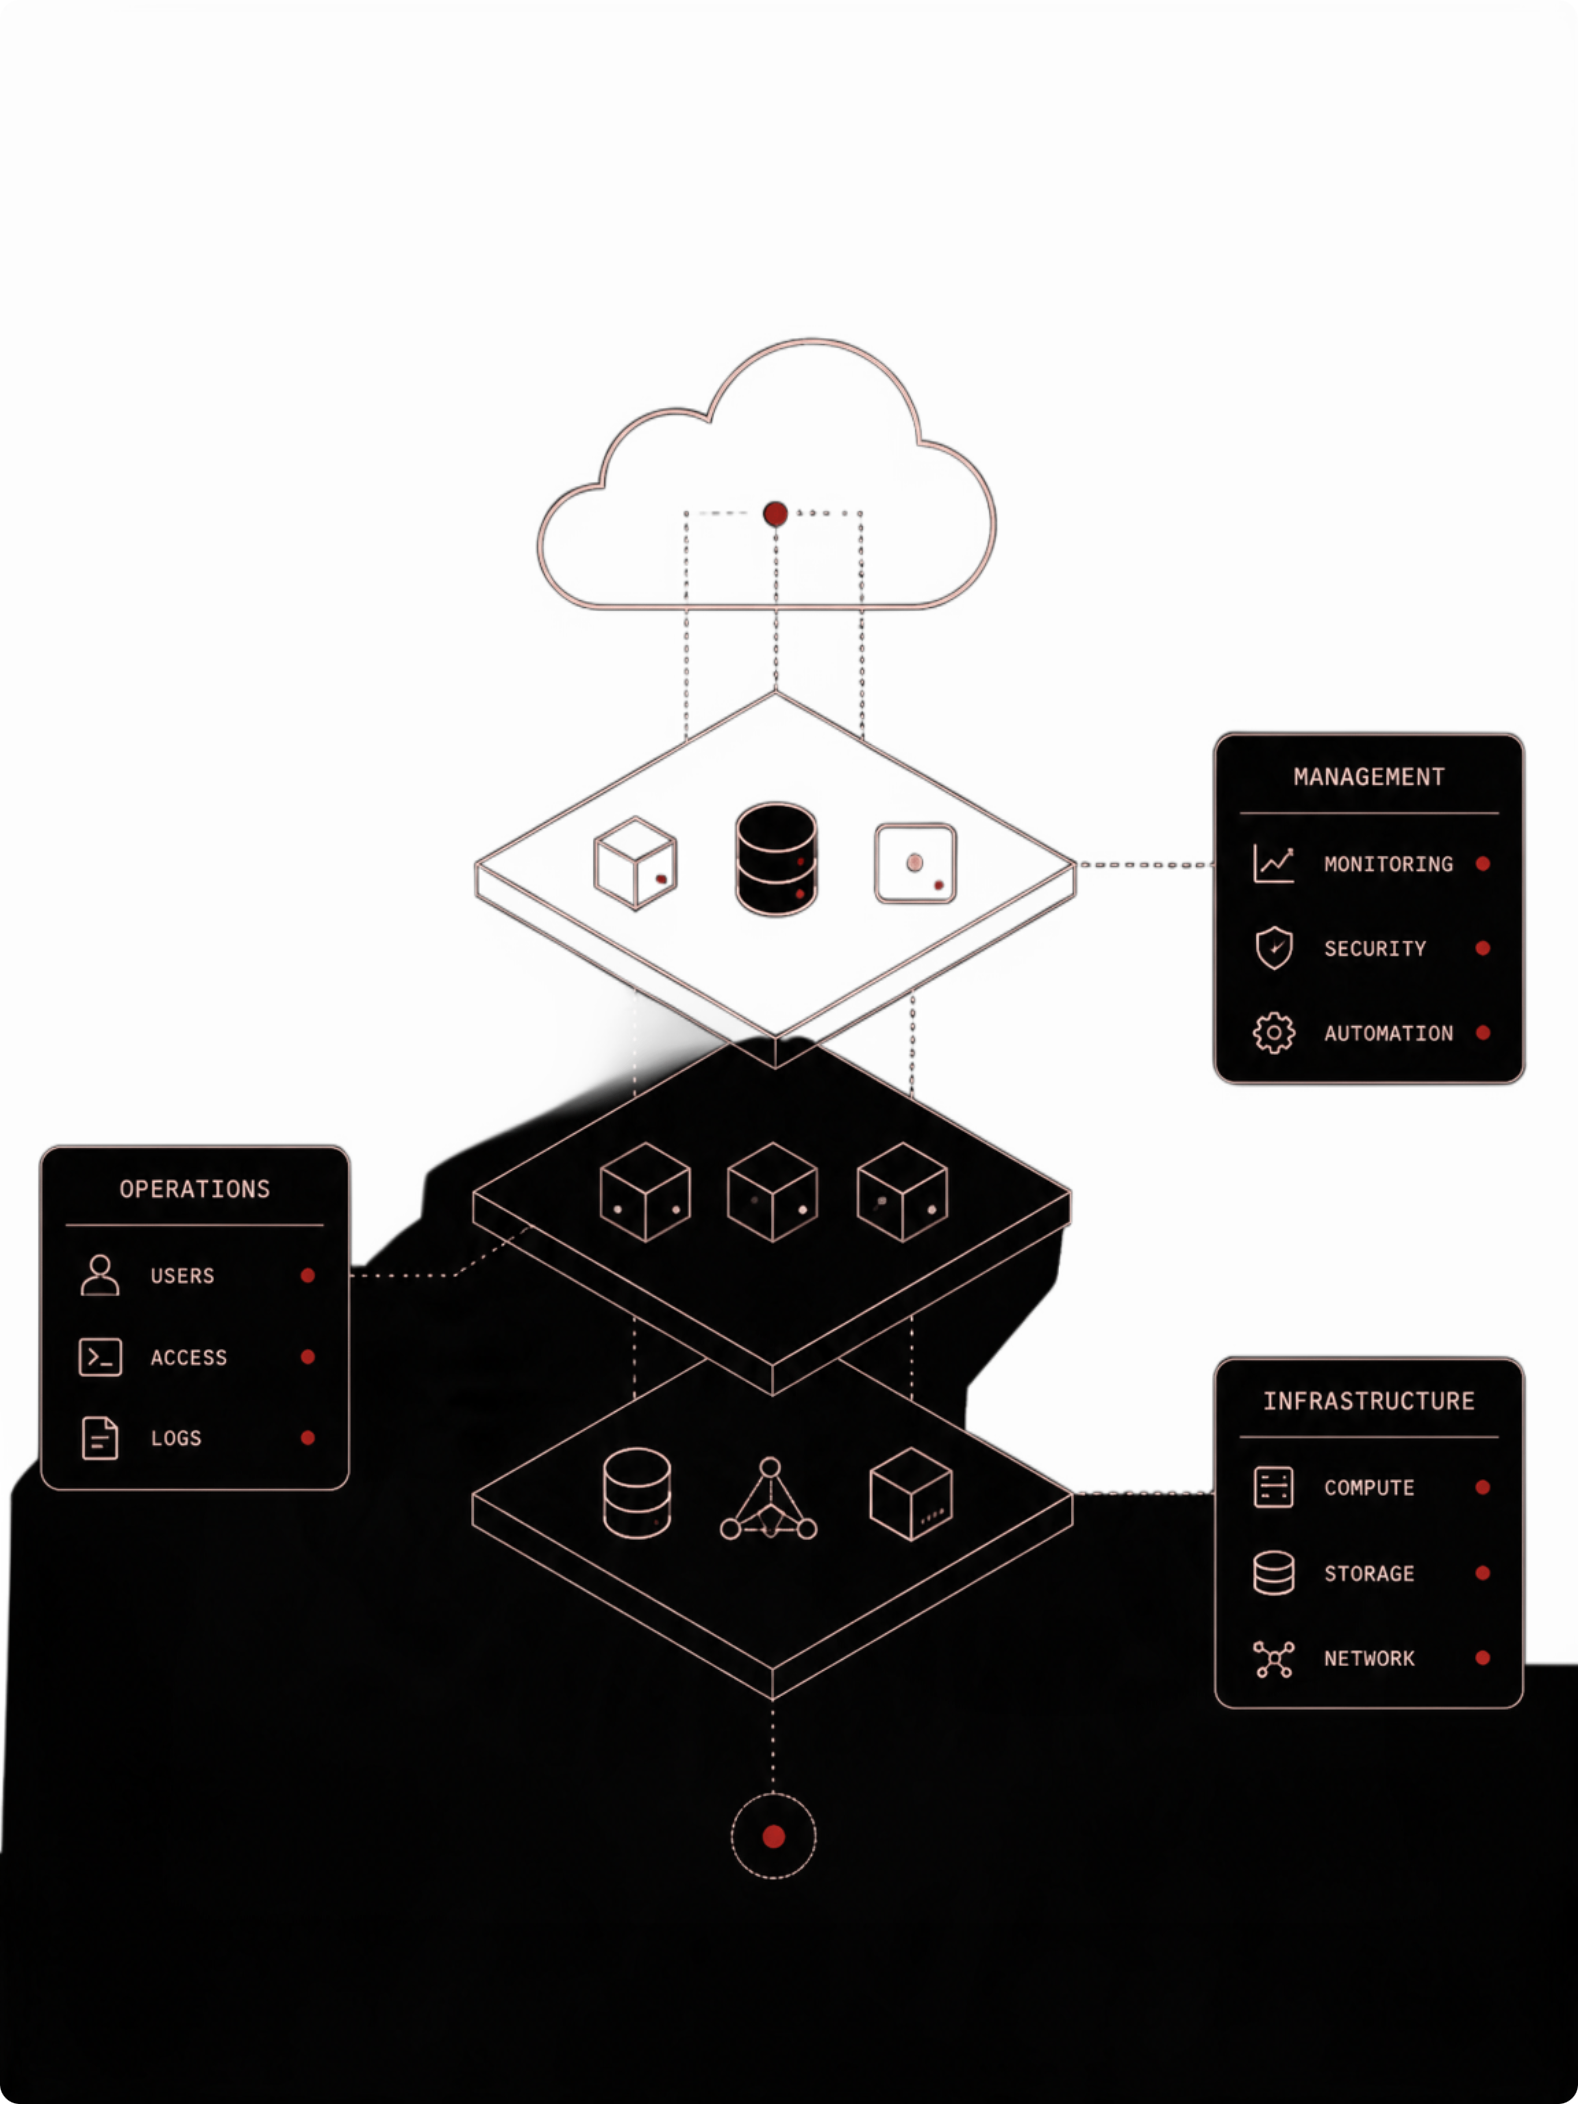 MANAGEMENT
MONITORING
SECURITY
AUTOMATION
OPERATIONS
USERS
ACCESS
LOGS
INFRASTRUCTURE
COMPUTE
STORAGE
NETWORK